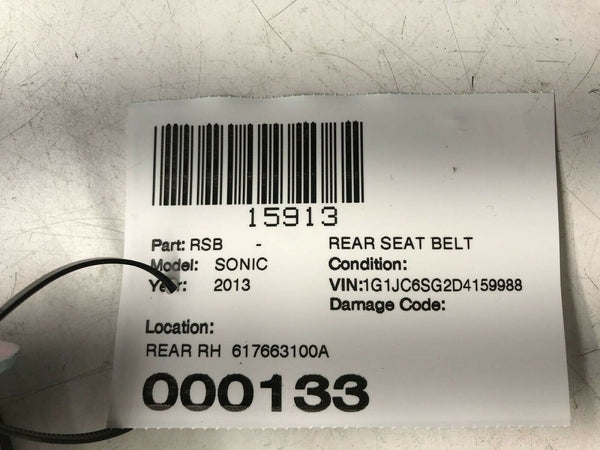 15913
Part: RSB - REAR SEAT BELT
Model: SONIC Condition:
Year: 2013 VIN:1G1JC6SG2D4159988
Damage Code:
Location:
REAR RH 617663100A
000133